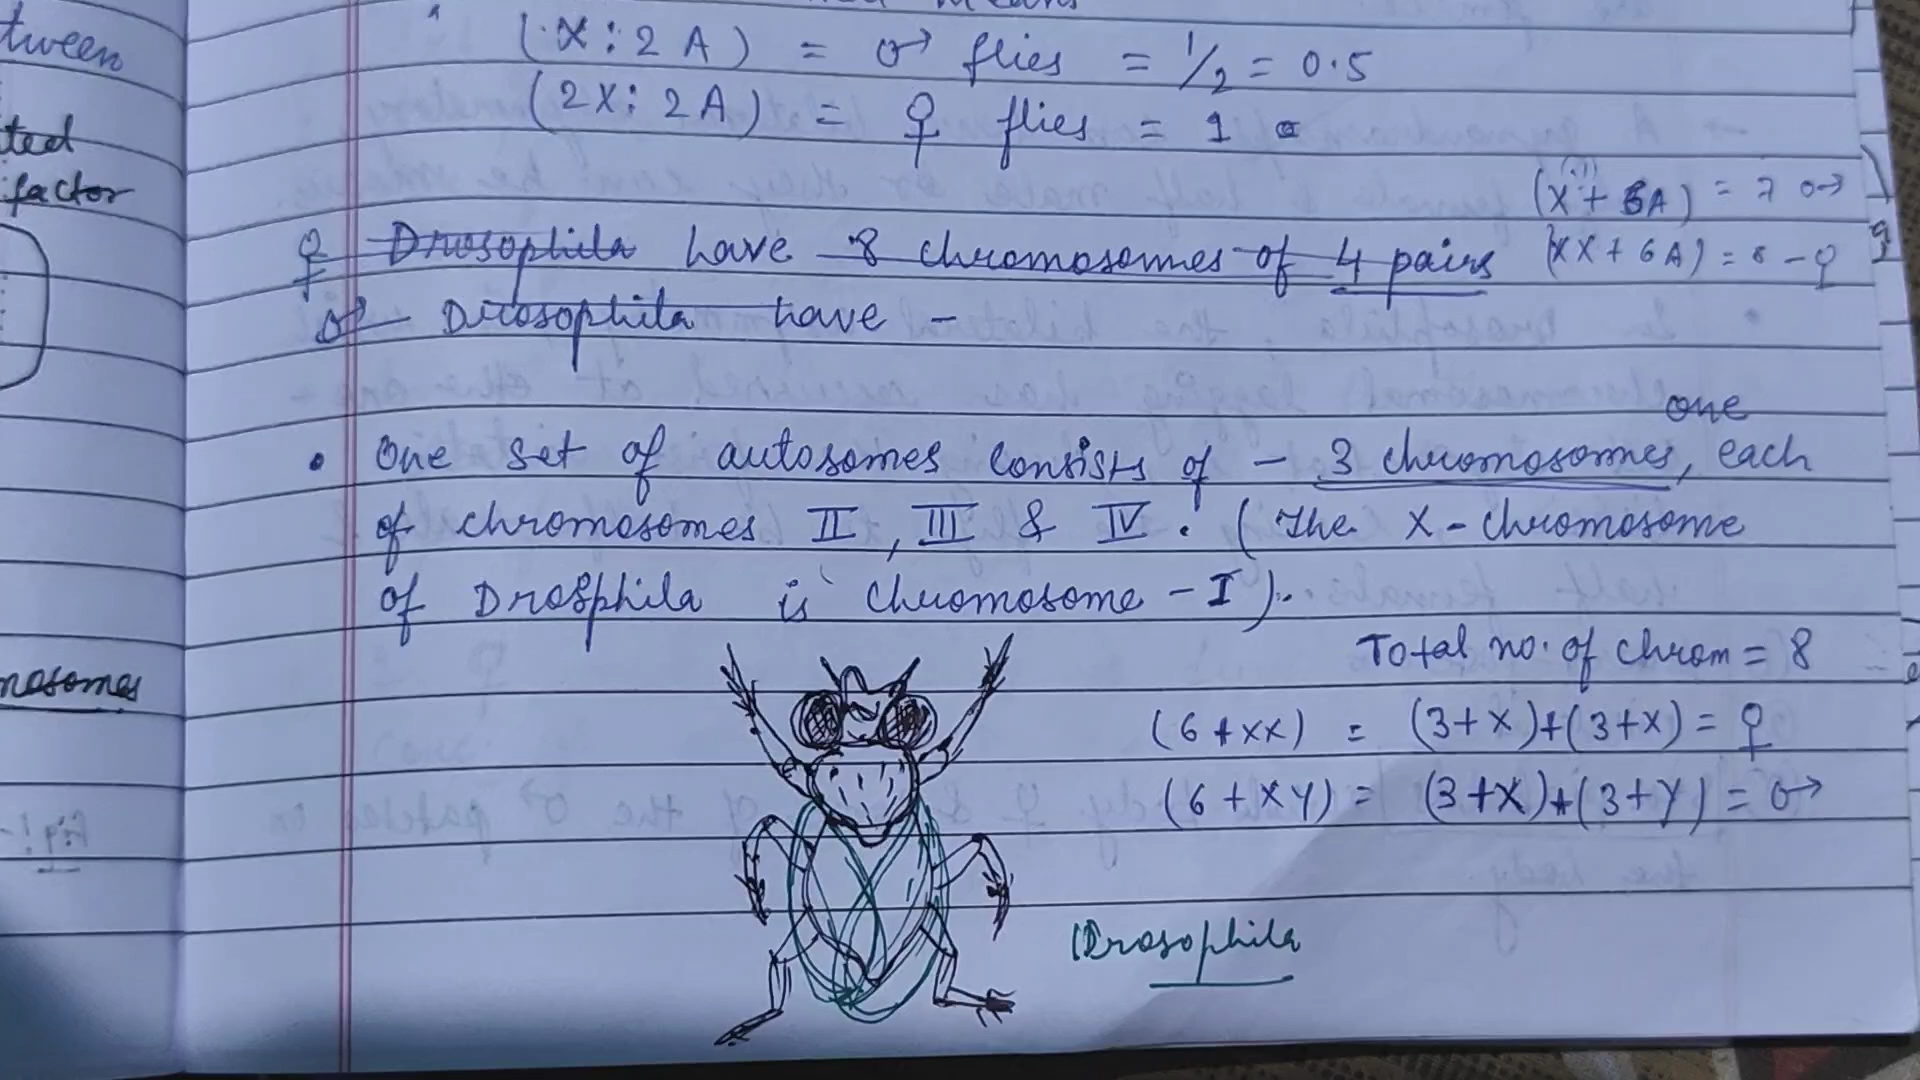 tween
ted
factor
nosomes
(X : 2 A) = ♂ flies = 1/2 = 0.5
(2X : 2A) = ♀ flies = 1
(X + 6A) = 7 ♂
♀ Drosophila have 8 chromosomes of 4 pairs (XX + 6A) = 8 - ♀
♂ Drosophila have -
one
• One set of autosomes consists of - 3 chromosomes, each
of chromosomes II, III & IV. (The X-chromosome
of Drosphila is chromosome - I).
Total no. of chrom = 8
(6 + XX) = (3+X)+(3+X) = ♀
(6 + XY) = (3+X)+(3+Y) = ♂
Drosophila